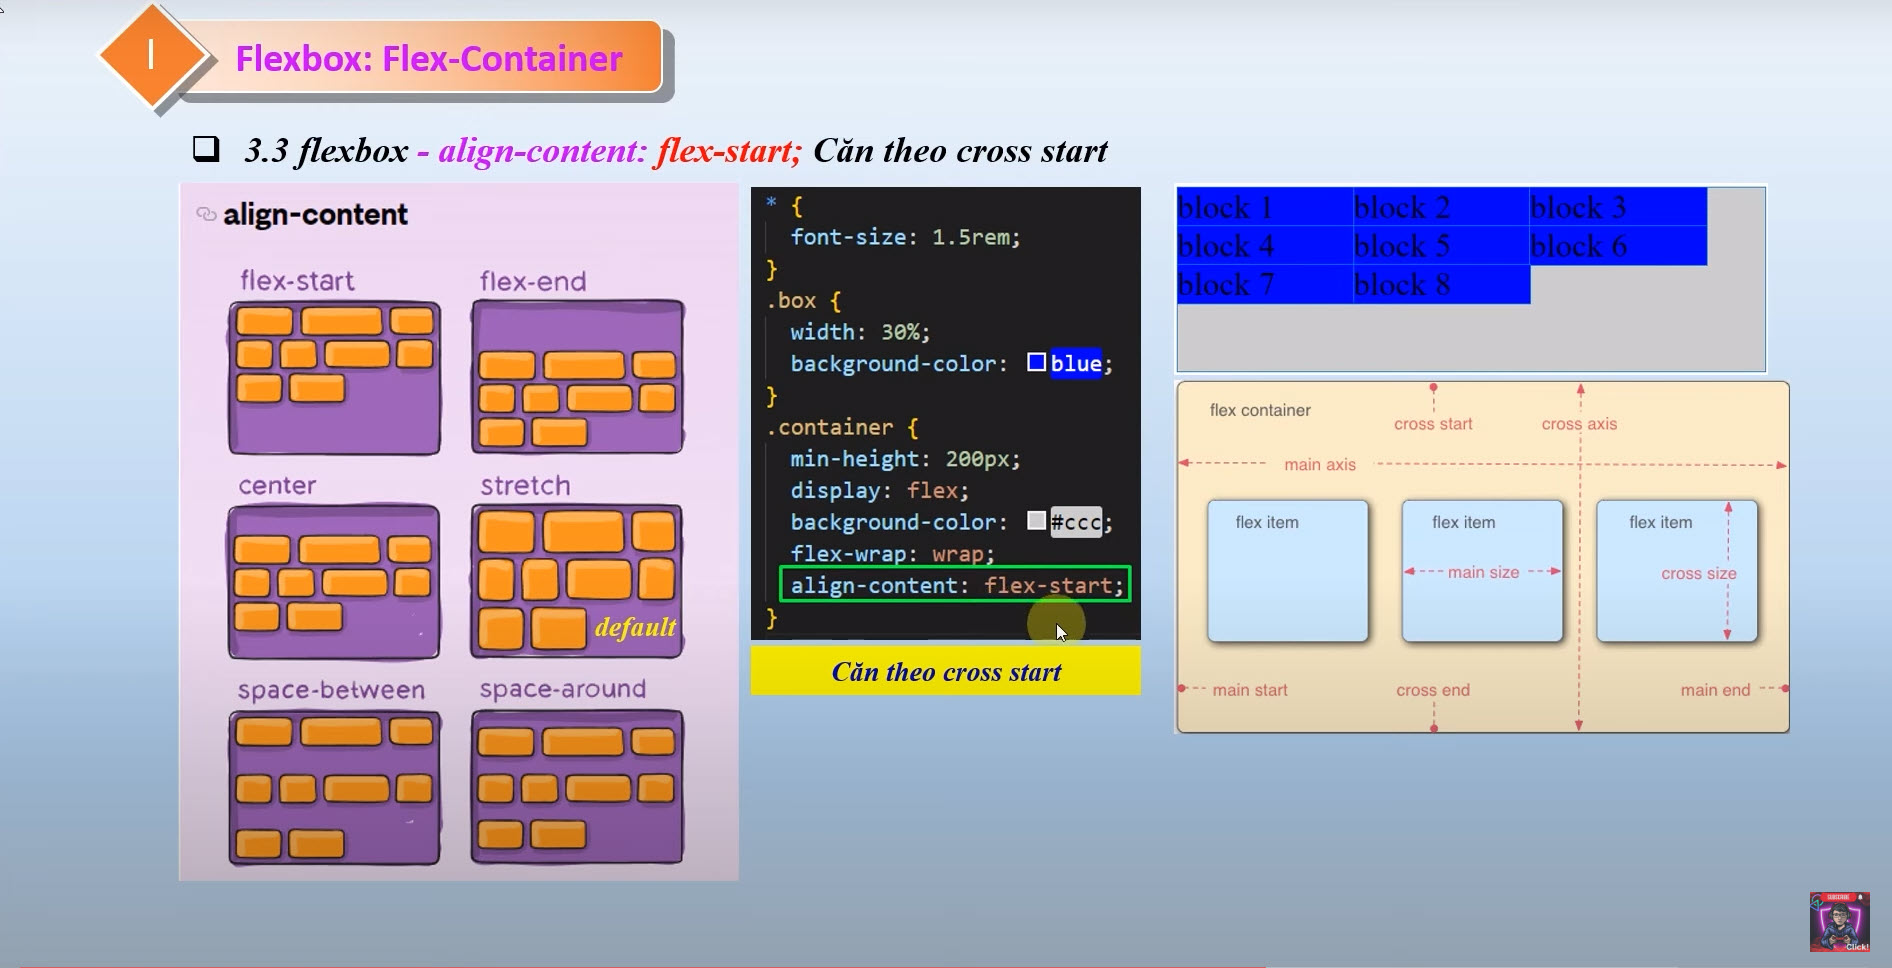 I
Flexbox: Flex-Container
3.3 flexbox - align-content: flex-start; Căn theo cross start
align-content
flex-start
flex-end
center
stretch
default
space-between
space-around
* {
font-size: 1.5rem;
}
.box {
width: 30%;
background-color: blue;
}
.container {
min-height: 200px;
display: flex;
background-color: #ccc;
flex-wrap: wrap;
align-content: flex-start;
}
Căn theo cross start
block 1 block 2 block 3
block 4 block 5 block 6
block 7 block 8
flex container
cross start
cross axis
main axis
flex item
flex item
flex item
main size
cross size
main start
cross end
main end
SUBSCRIBE
Click!